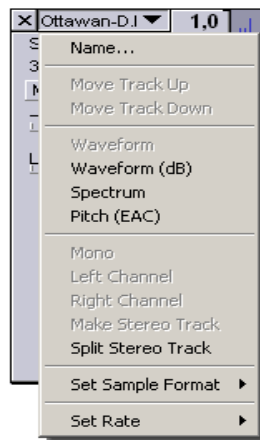 Ottawan-D.I
1,0
S
3
Name...
Move Track Up
Move Track Down
Waveform
Waveform (dB)
Spectrum
Pitch (EAC)
Mono
Left Channel
Right Channel
Make Stereo Track
Split Stereo Track
Set Sample Format
Set Rate